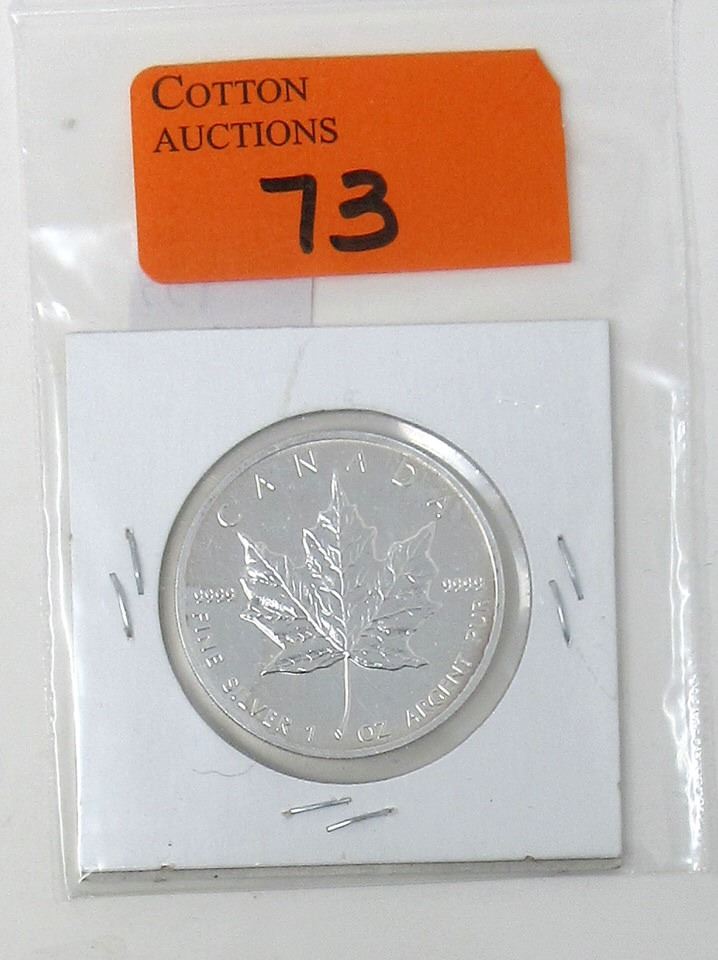 COTTON
AUCTIONS
73
CANADA
9999 9999
FINE SILVER 1 OZ ARGENT PUR